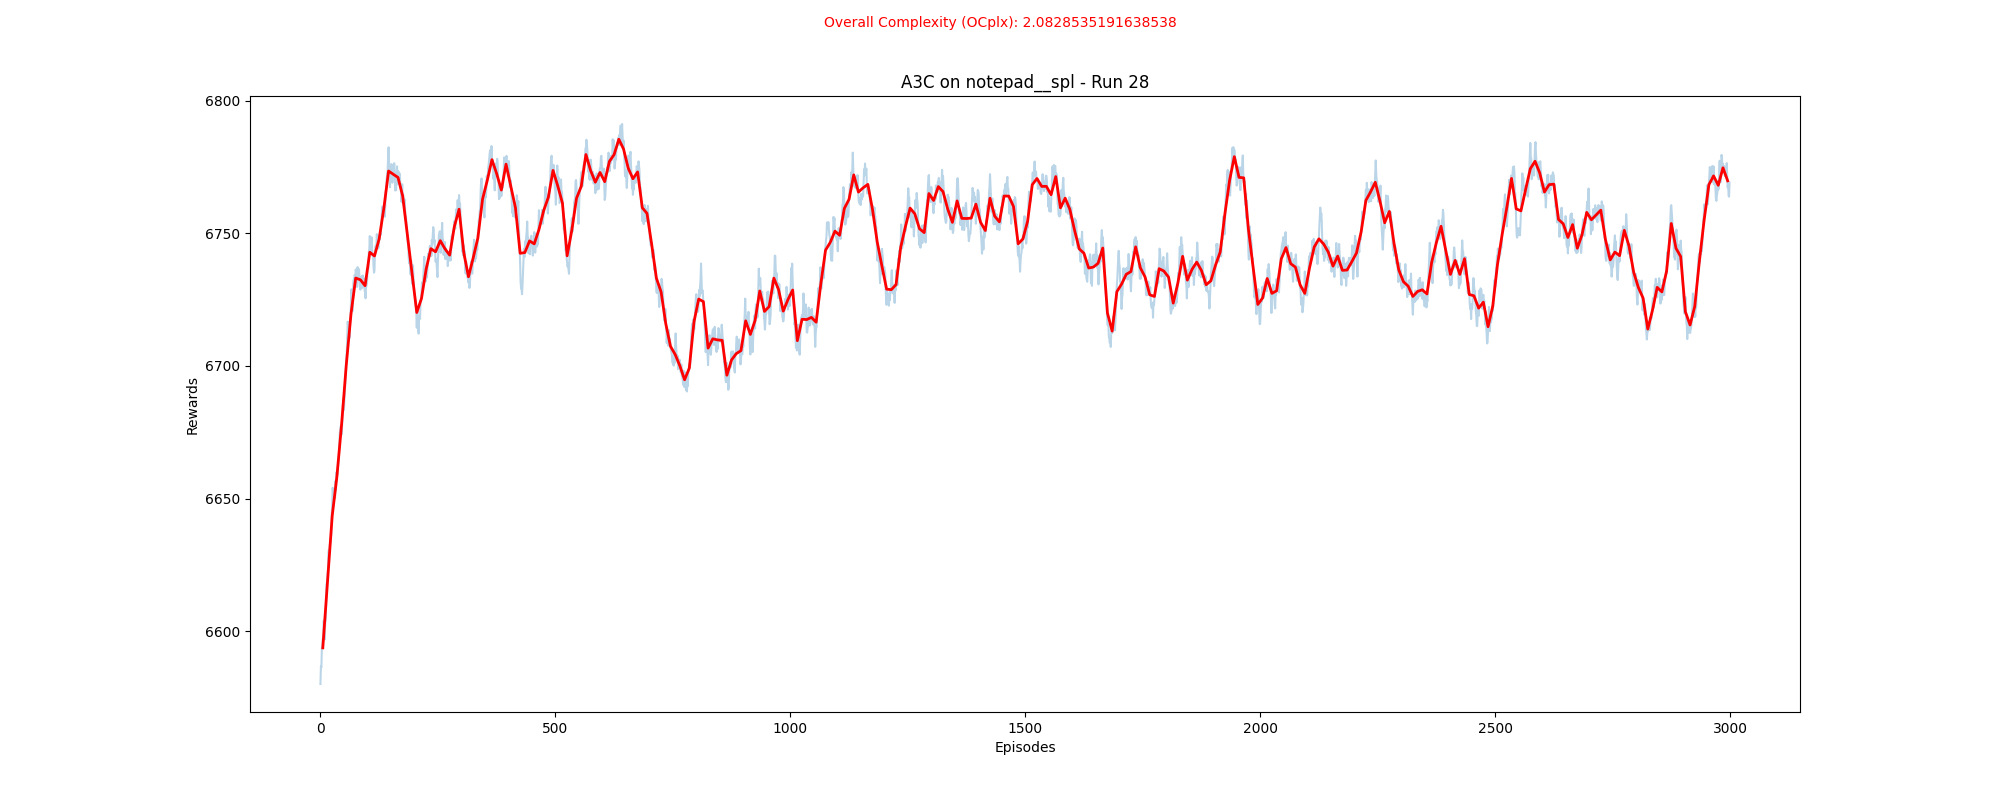 Overall Complexity (OCplx): 2.0828535191638538
A3C on notepad__spl - Run 28
6800
6750
6700
6650
6600
Rewards
0 500 1000 1500 2000 2500 3000
Episodes